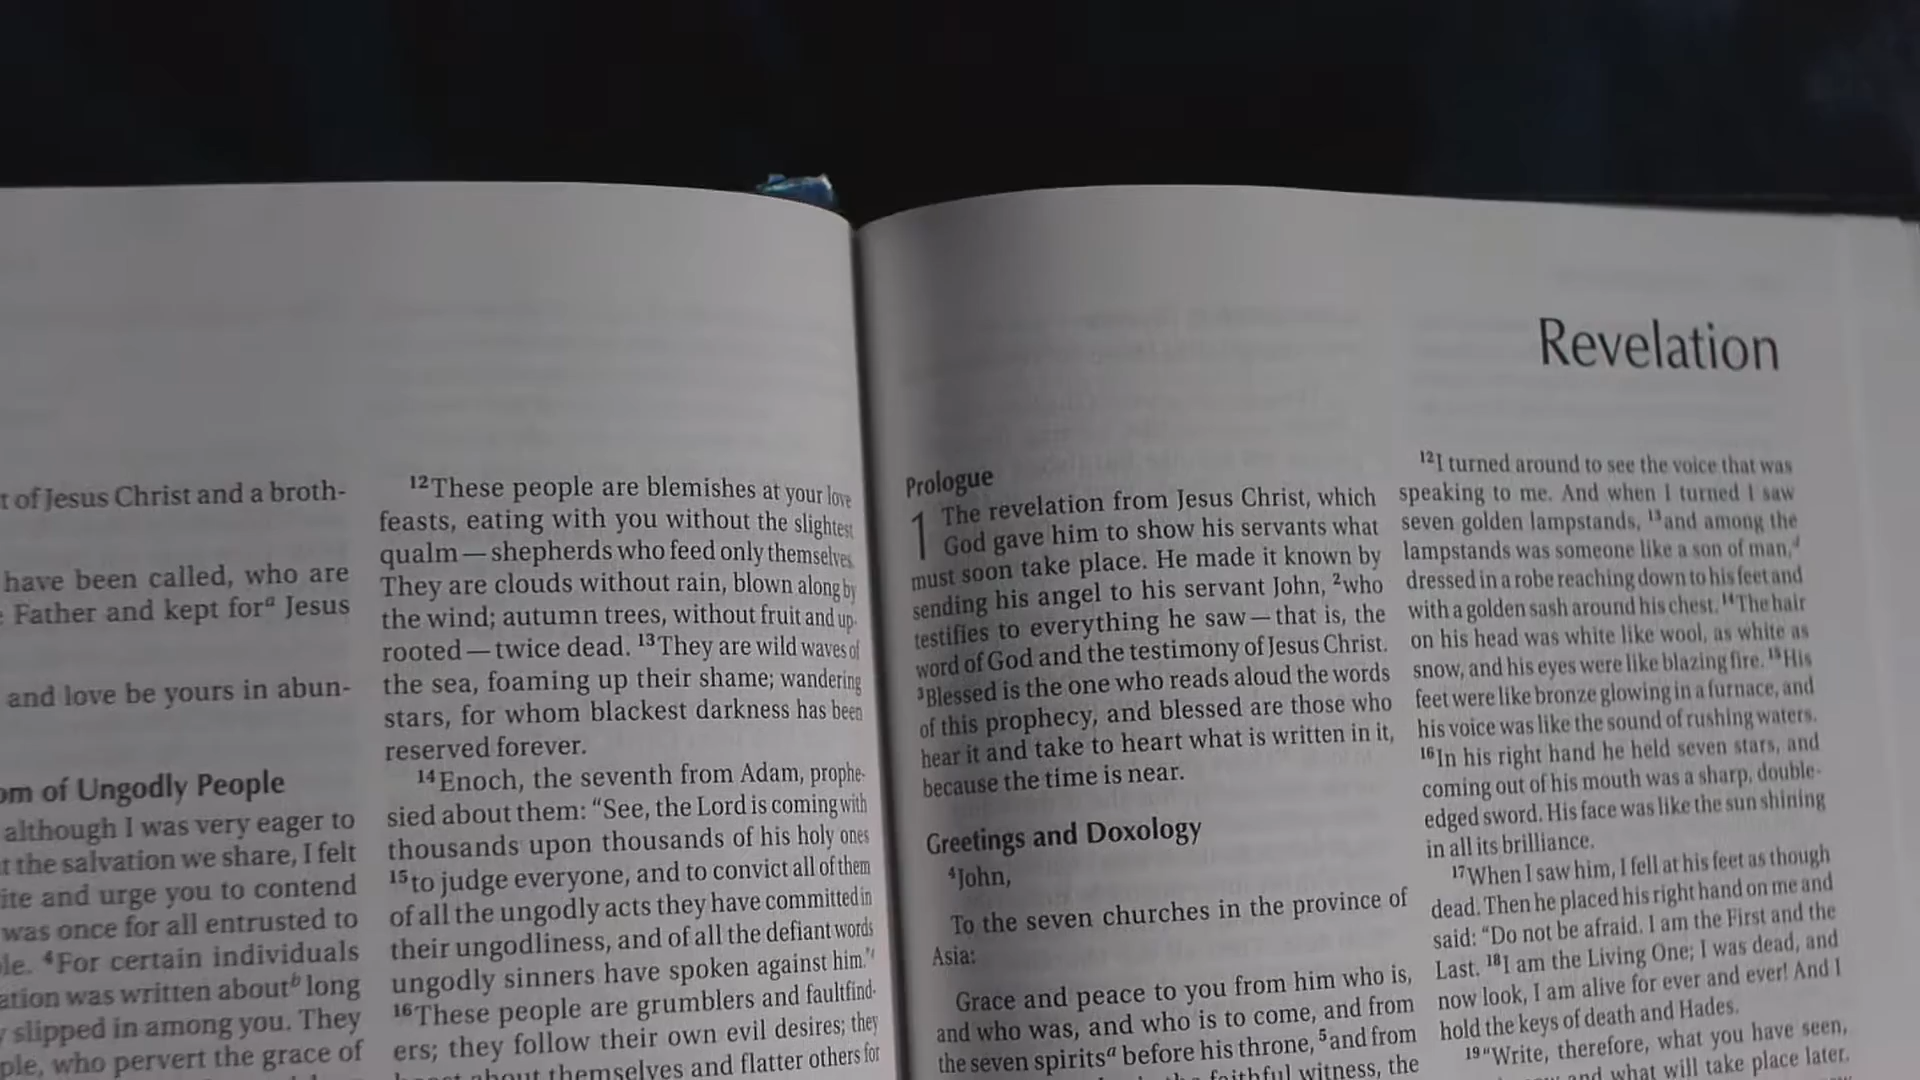 t of Jesus Christ and a broth-
have been called, who are
Father and kept forᵃ Jesus
and love be yours in abun-
om of Ungodly People
although I was very eager to
t the salvation we share, I felt
ite and urge you to contend
was once for all entrusted to
le. ⁴For certain individuals
ation was written aboutᵇ long
slipped in among you. They
ple, who pervert the grace of
¹²These people are blemishes at your love
feasts, eating with you without the slightest
qualm — shepherds who feed only themselves.
They are clouds without rain, blown along by
the wind; autumn trees, without fruit and up-
rooted — twice dead. ¹³They are wild waves of
the sea, foaming up their shame; wandering
stars, for whom blackest darkness has been
reserved forever.
¹⁴Enoch, the seventh from Adam, prophe-
sied about them: “See, the Lord is coming with
thousands upon thousands of his holy ones
¹⁵to judge everyone, and to convict all of them
of all the ungodly acts they have committed in
their ungodliness, and of all the defiant words
ungodly sinners have spoken against him.”
¹⁶These people are grumblers and faultfind-
ers; they follow their own evil desires; they
about themselves and flatter others for
Revelation
Prologue
1 The revelation from Jesus Christ, which
God gave him to show his servants what
must soon take place. He made it known by
sending his angel to his servant John, ²who
testifies to everything he saw — that is, the
word of God and the testimony of Jesus Christ.
³Blessed is the one who reads aloud the words
of this prophecy, and blessed are those who
hear it and take to heart what is written in it,
because the time is near.
Greetings and Doxology
⁴John,
To the seven churches in the province of
Asia:
Grace and peace to you from him who is,
and who was, and who is to come, and from
the seven spiritsᵃ before his throne, ⁵and from
faithful witness, the
¹²I turned around to see the voice that was
speaking to me. And when I turned I saw
seven golden lampstands, ¹³and among the
lampstands was someone like a son of man,ᵈ
dressed in a robe reaching down to his feet and
with a golden sash around his chest. ¹⁴The hair
on his head was white like wool, as white as
snow, and his eyes were like blazing fire. ¹⁵His
feet were like bronze glowing in a furnace, and
his voice was like the sound of rushing waters.
¹⁶In his right hand he held seven stars, and
coming out of his mouth was a sharp, double-
edged sword. His face was like the sun shining
in all its brilliance.
¹⁷When I saw him, I fell at his feet as though
dead. Then he placed his right hand on me and
said: “Do not be afraid. I am the First and the
Last. ¹⁸I am the Living One; I was dead, and
now look, I am alive for ever and ever! And I
hold the keys of death and Hades.
¹⁹“Write, therefore, what you have seen,
and what will take place later.